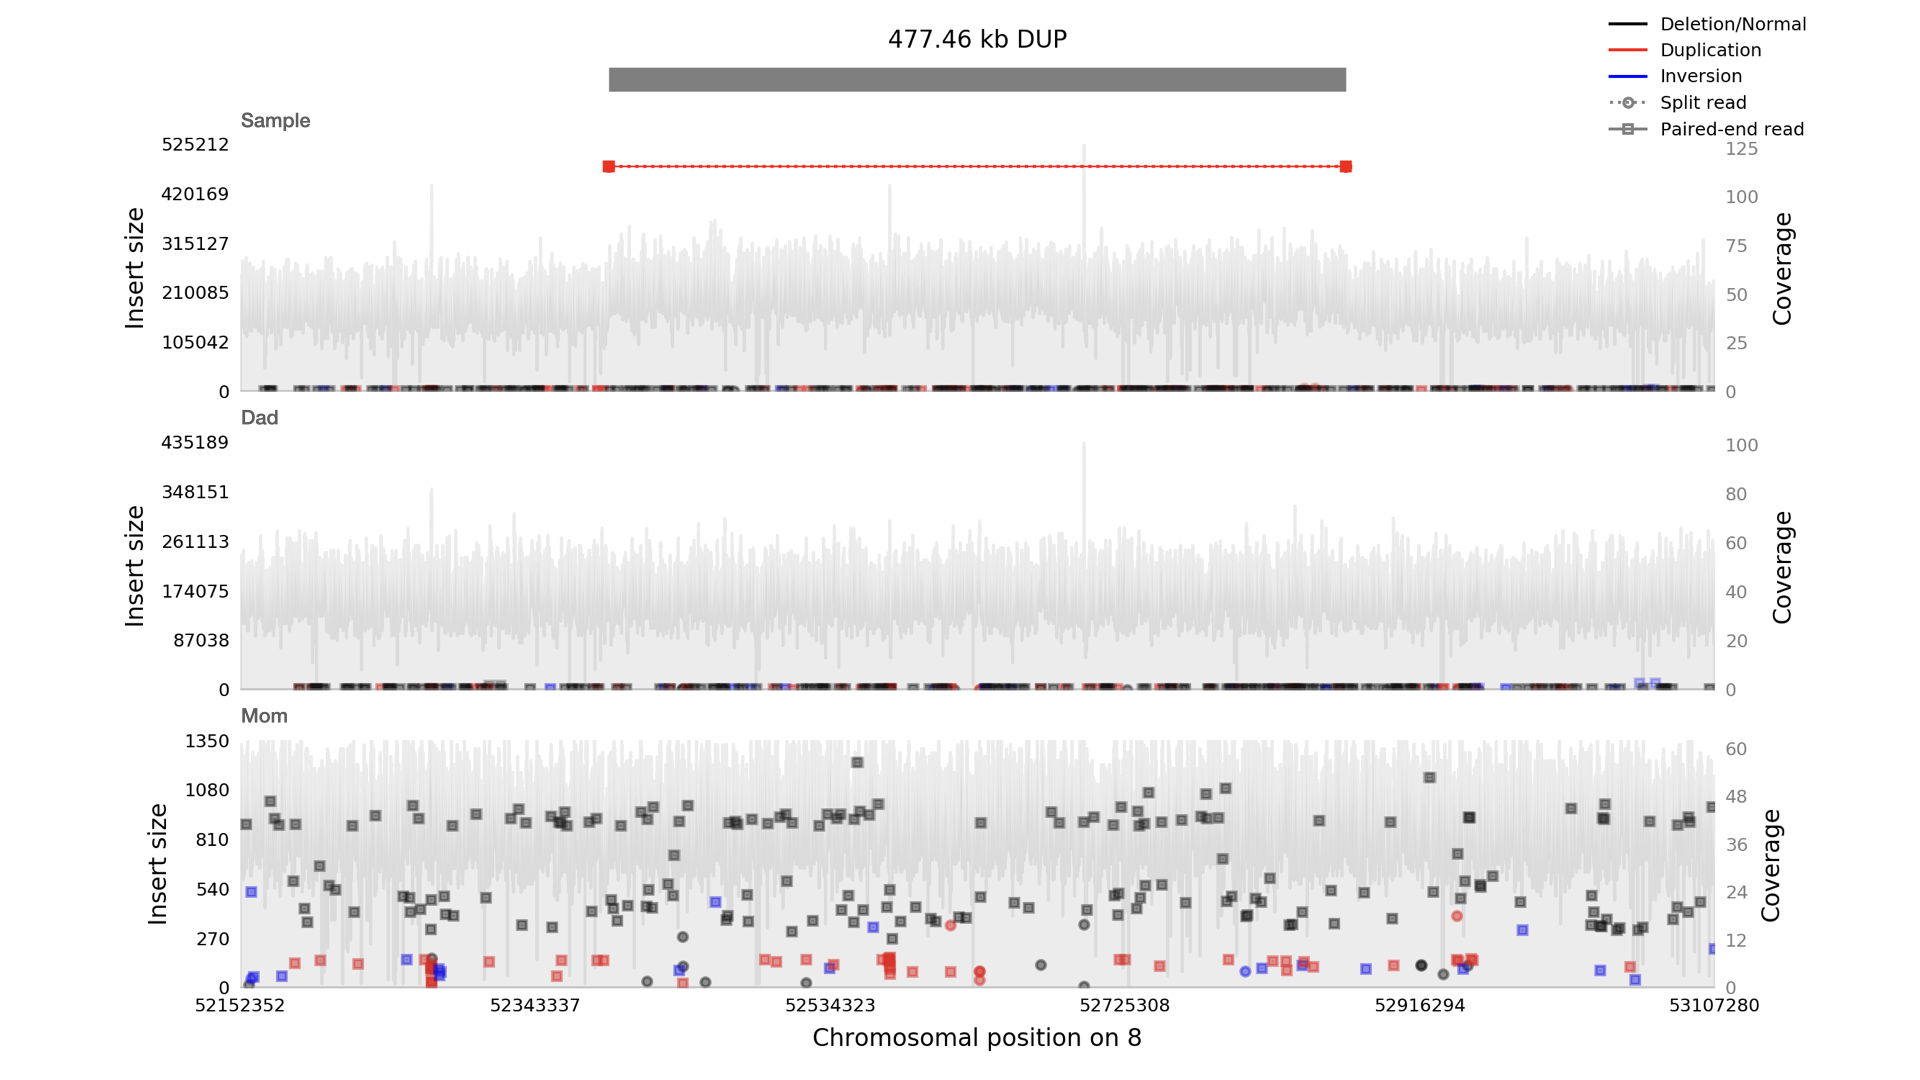 477.46 kb DUP
Deletion/Normal
Duplication
Inversion
Split read
Paired-end read
Sample
525212
420169
315127
210085
105042
0
Insert size
125
100
75
50
25
0
Coverage
Dad
435189
348151
261113
174075
87038
0
Insert size
100
80
60
40
20
0
Coverage
Mom
1350
1080
810
540
270
0
Insert size
60
48
36
24
12
0
Coverage
52152352 52343337 52534323 52725308 52916294 53107280
Chromosomal position on 8